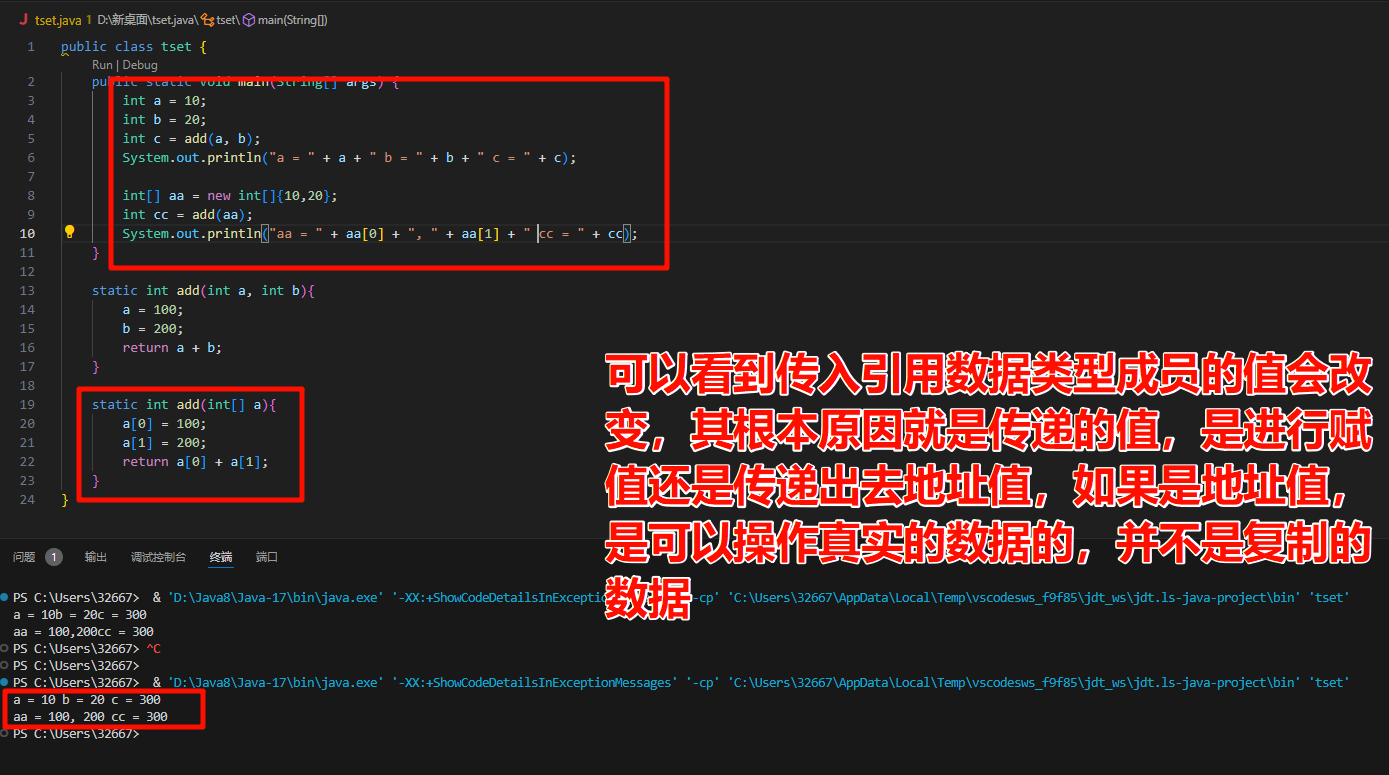 J tset.java 1 D:\新桌面\tset.java\ tset\ main(String[])
1 public class tset {
Run | Debug
2 public static void main(String[] args) {
3 int a = 10;
4 int b = 20;
5 int c = add(a, b);
6 System.out.println("a = " + a + " b = " + b + " c = " + c);
7
8 int[] aa = new int[]{10,20};
9 int cc = add(aa);
10 System.out.println("aa = " + aa[0] + ", " + aa[1] + " cc = " + cc);
11 }
12
13 static int add(int a, int b){
14 a = 100;
15 b = 200;
16 return a + b;
17 }
18
19 static int add(int[] a){
20 a[0] = 100;
21 a[1] = 200;
22 return a[0] + a[1];
23 }
24 }
可以看到传入引用数据类型成员的值会改
变，其根本原因就是传递的值，是进行赋
值还是传递出去地址值，如果是地址值，
是可以操作真实的数据的，并不是复制的
数据
问题 1 输出 调试控制台 终端 端口
PS C:\Users\32667> & 'D:\Java8\Java-17\bin\java.exe' '-XX:+ShowCodeDetailsInExcept -cp' 'C:\Users\32667\AppData\Local\Temp\vscodesws_f9f85\jdt_ws\jdt.ls-java-project\bin' 'tset'
a = 10b = 20c = 300
aa = 100,200cc = 300
PS C:\Users\32667> ^C
PS C:\Users\32667>
PS C:\Users\32667> & 'D:\Java8\Java-17\bin\java.exe' '-XX:+ShowCodeDetailsInExceptionMessages' '-cp' 'C:\Users\32667\AppData\Local\Temp\vscodesws_f9f85\jdt_ws\jdt.ls-java-project\bin' 'tset'
a = 10 b = 20 c = 300
aa = 100, 200 cc = 300
PS C:\Users\32667>